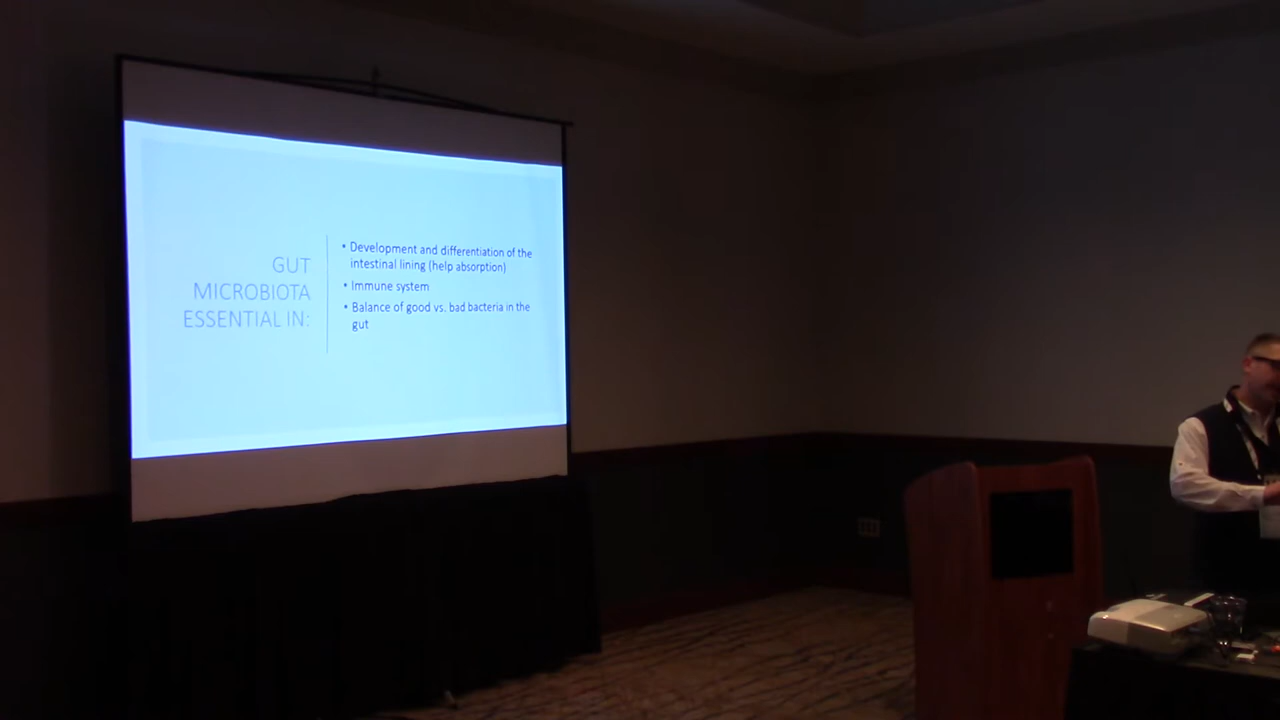 GUT
MICROBIOTA
ESSENTIAL IN:
• Development and differentiation of the
intestinal lining (help absorption)
• Immune system
• Balance of good vs. bad bacteria in the
gut